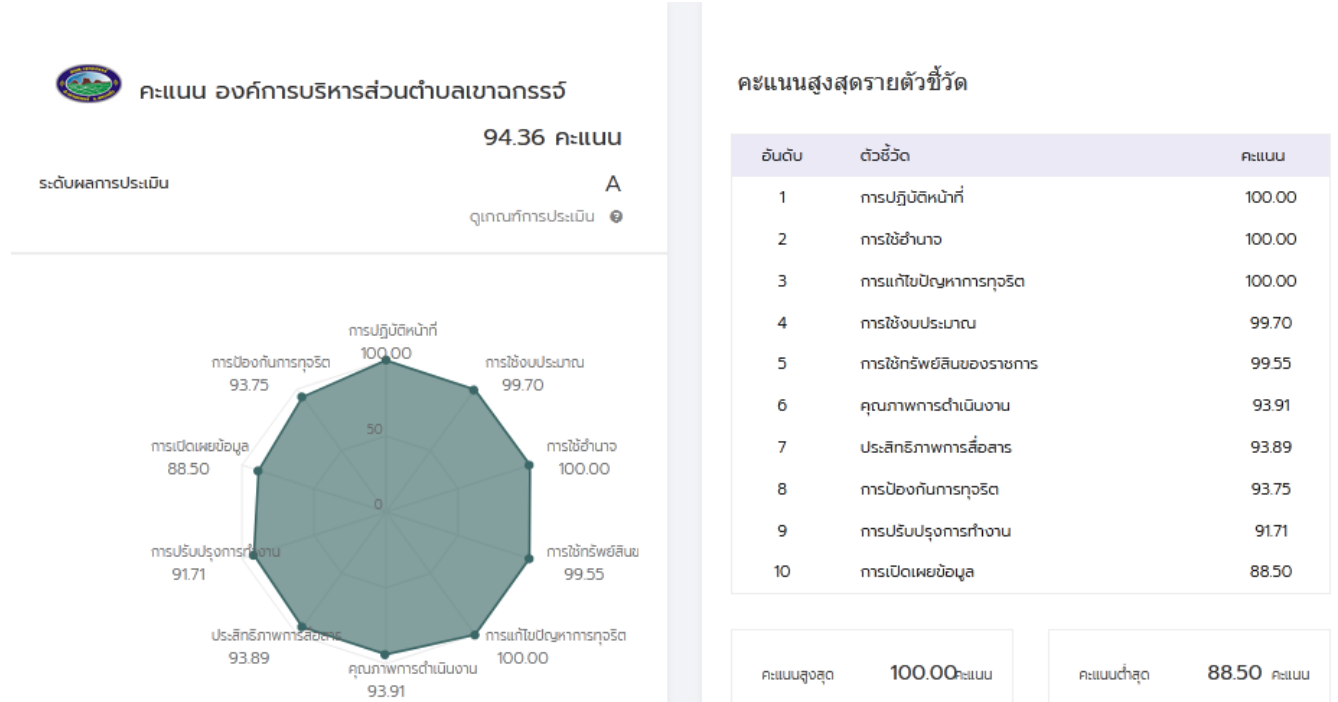 คะแนน องค์การบริหารส่วนตำบลเขาฉกรรจ์
94.36 คะแนน
ระดับผลการประเมิน A
ดูเกณฑ์การประเมิน
การปฏิบัติหน้าที่
100.00
การป้องกันการทุจริต
93.75
การใช้งบประมาณ
99.70
50
การเปิดเผยข้อมูล
88.50
การใช้อำนาจ
100.00
0
การปรับปรุงการทำงาน
91.71
การใช้ทรัพย์สินข
99.55
ประสิทธิภาพการสื่อสาร
93.89
การแก้ไขปัญหาการทุจริต
100.00
คุณภาพการดำเนินงาน
93.91
คะแนนสูงสุดรายตัวชี้วัด
อันดับ ตัวชี้วัด คะแนน
1 การปฏิบัติหน้าที่ 100.00
2 การใช้อำนาจ 100.00
3 การแก้ไขปัญหาการทุจริต 100.00
4 การใช้งบประมาณ 99.70
5 การใช้ทรัพย์สินของราชการ 99.55
6 คุณภาพการดำเนินงาน 93.91
7 ประสิทธิภาพการสื่อสาร 93.89
8 การป้องกันการทุจริต 93.75
9 การปรับปรุงการทำงาน 91.71
10 การเปิดเผยข้อมูล 88.50
คะแนนสูงสุด 100.00 คะแนน
คะแนนต่ำสุด 88.50 คะแนน